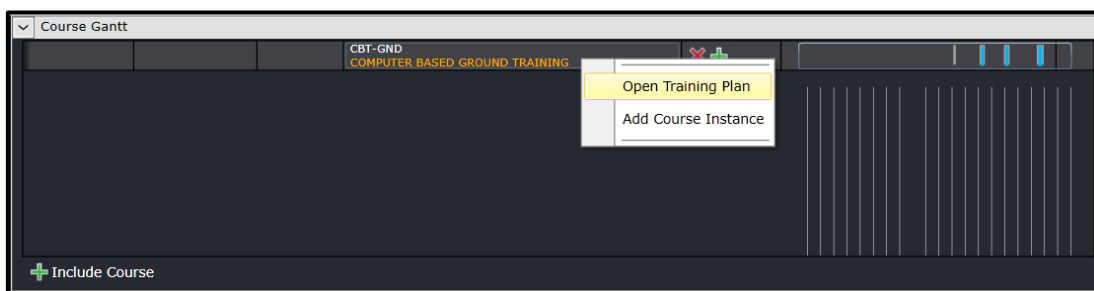 Course Gantt
CBT-GND
COMPUTER BASED GROUND TRAINING
Open Training Plan
Add Course Instance
Include Course